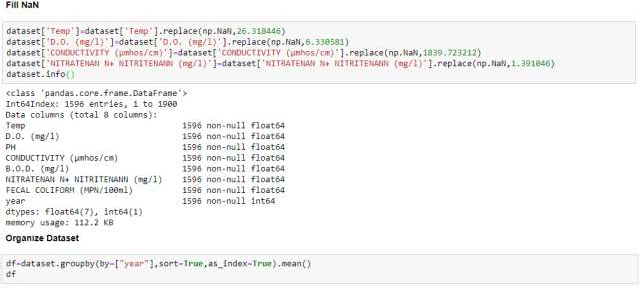 Fill NaN
dataset['Temp']=dataset['Temp'].replace(np.NaN,26.318446)
dataset['D.O. (mg/l)']=dataset['D.O. (mg/l)'].replace(np.NaN,6.330581)
dataset['CONDUCTIVITY (µmhos/cm)']=dataset['CONDUCTIVITY (µmhos/cm)'].replace(np.NaN,1839.723212)
dataset['NITRATENAN N+ NITRITENANN (mg/l)']=dataset['NITRATENAN N+ NITRITENANN (mg/l)'].replace(np.NaN,1.391046)
dataset.info()
<class 'pandas.core.frame.DataFrame'>
Int64Index: 1596 entries, 1 to 1900
Data columns (total 8 columns):
Temp 1596 non-null float64
D.O. (mg/l) 1596 non-null float64
PH 1596 non-null float64
CONDUCTIVITY (µmhos/cm) 1596 non-null float64
B.O.D. (mg/l) 1596 non-null float64
NITRATENAN N+ NITRITENANN (mg/l) 1596 non-null float64
FECAL COLIFORM (MPN/100ml) 1596 non-null float64
year 1596 non-null int64
dtypes: float64(7), int64(1)
memory usage: 112.2 KB
Organize Dataset
df=dataset.groupby(by=["year"],sort=True,as_index=True).mean()
df